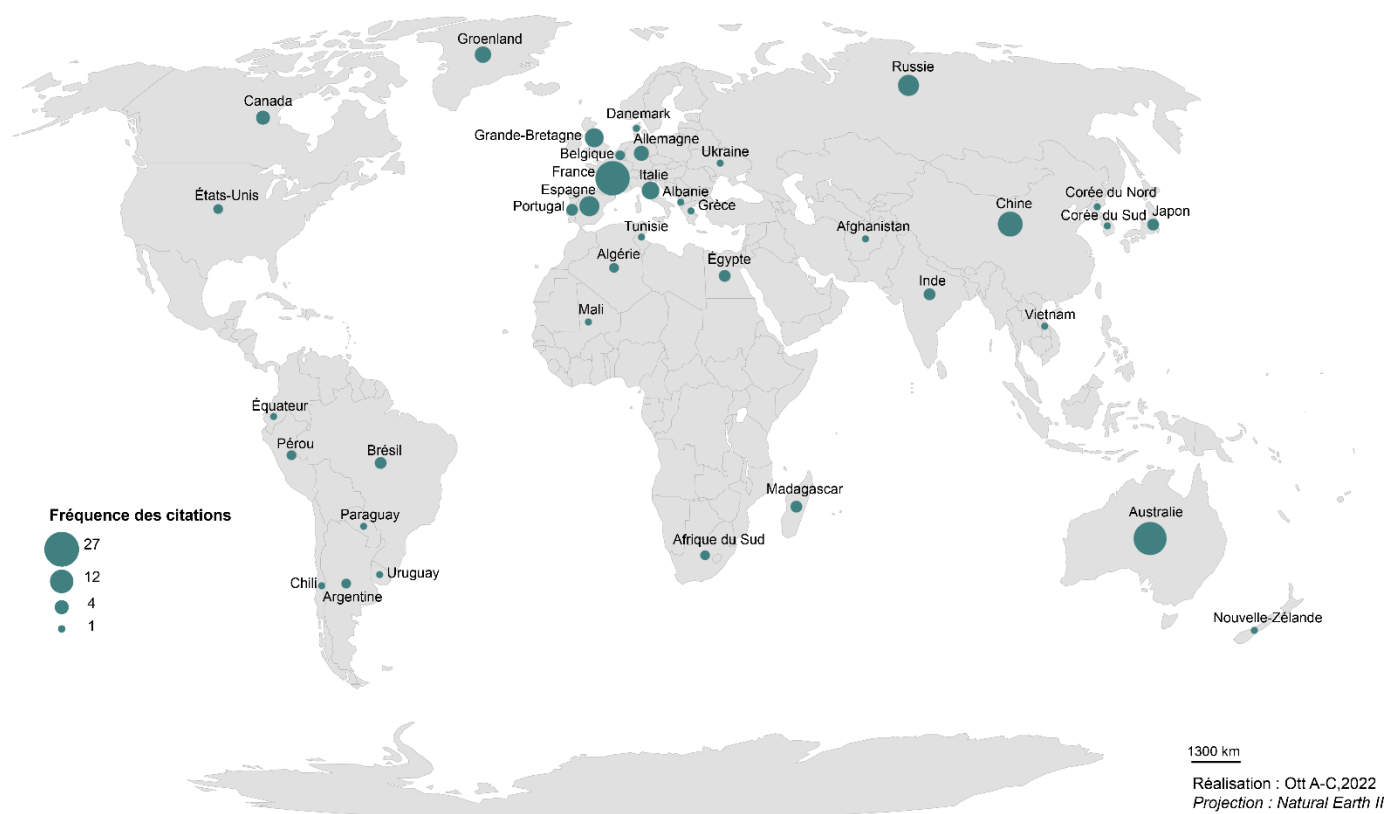 Groenland
Russie
Canada
Danemark
Grande-Bretagne
Allemagne
Belgique
Ukraine
France
Italie
Espagne
Albanie
Portugal
Grèce
États-Unis
Corée du Nord
Chine
Corée du Sud
Japon
Tunisie
Afghanistan
Algérie
Égypte
Inde
Mali
Vietnam
Équateur
Pérou
Brésil
Madagascar
Paraguay
Australie
Afrique du Sud
Uruguay
Chili
Argentine
Nouvelle-Zélande
Fréquence des citations
27
12
4
1
1300 km
Réalisation : Ott A-C,2022
Projection : Natural Earth II